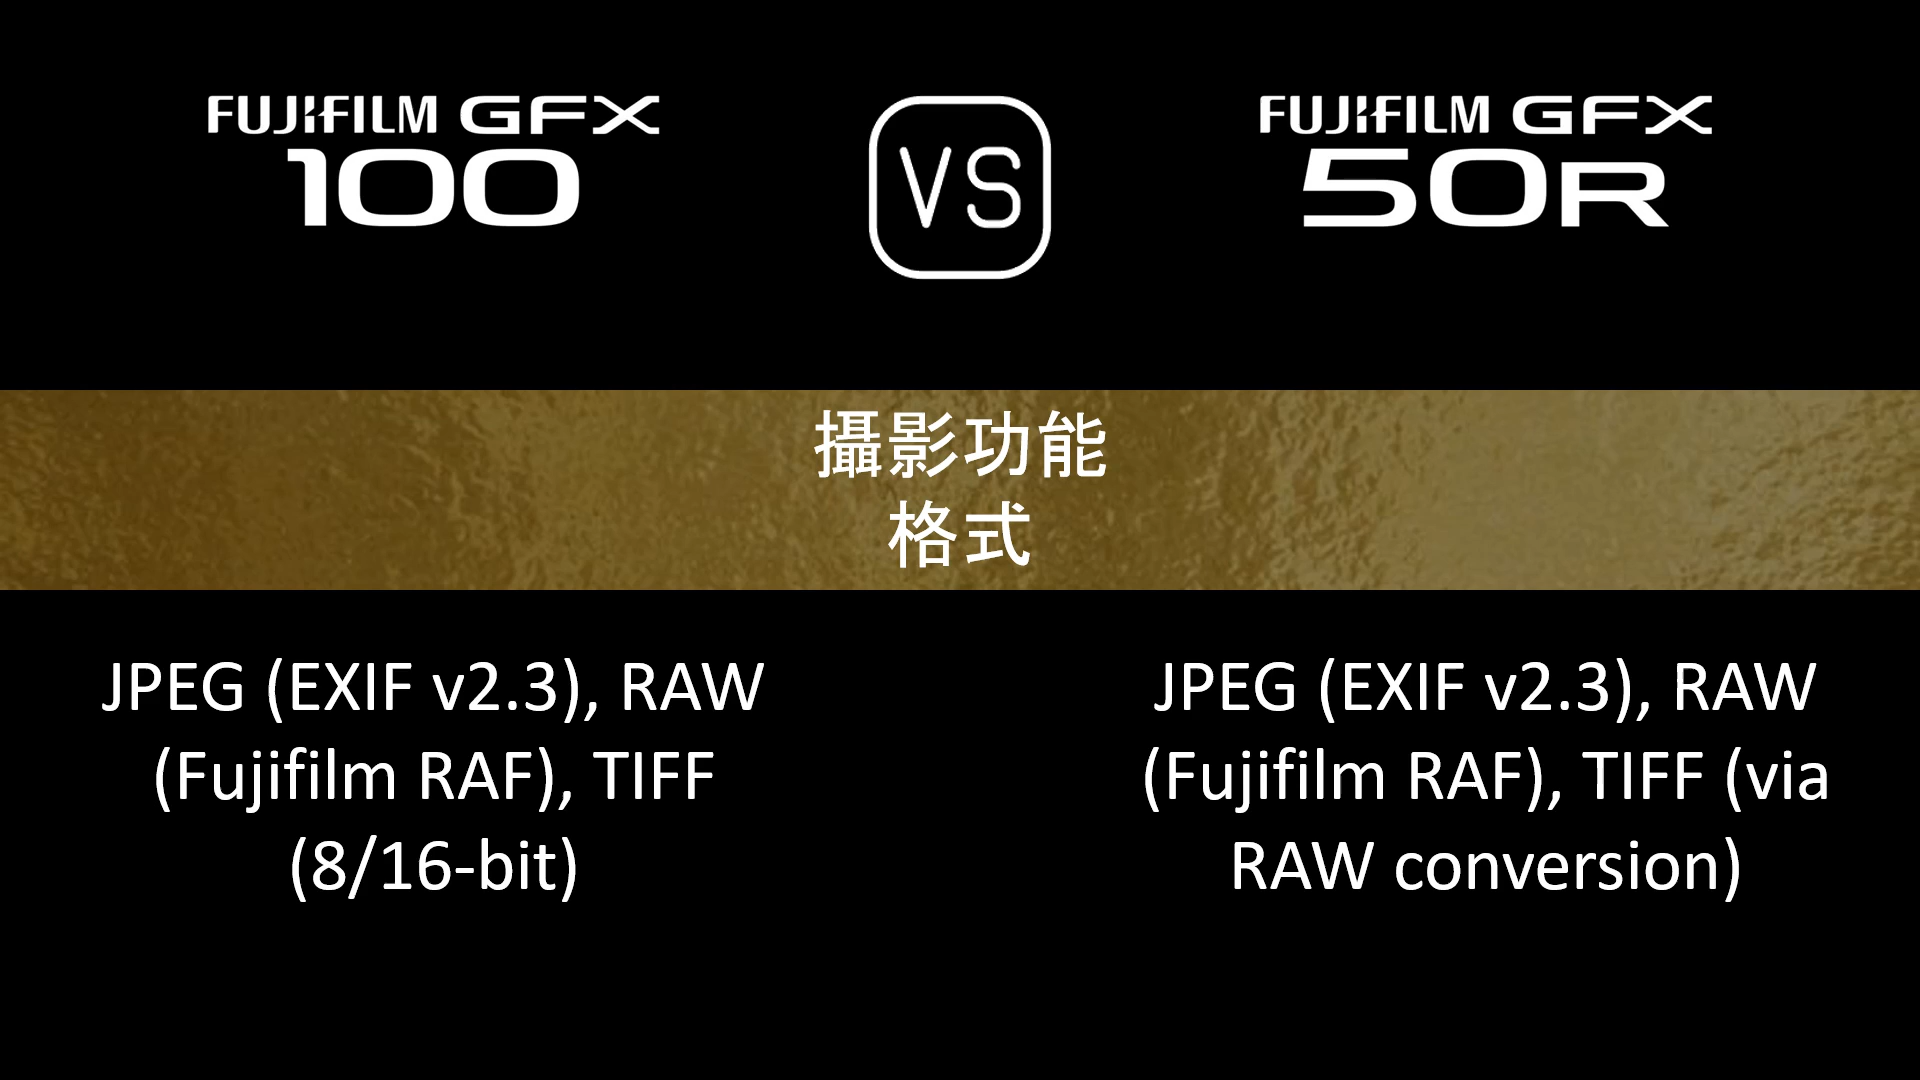 FUJIFILM GFX
100
VS
FUJIFILM GFX
50R
攝影功能
格式
JPEG (EXIF v2.3), RAW
(Fujifilm RAF), TIFF
(8/16-bit)
JPEG (EXIF v2.3), RAW
(Fujifilm RAF), TIFF (via
RAW conversion)